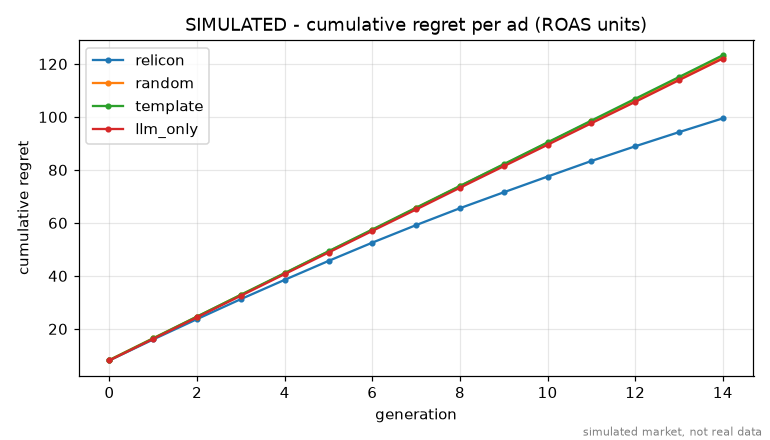 SIMULATED - cumulative regret per ad (ROAS units)
relicon
random
template
llm_only
120
100
80
60
40
20
cumulative regret
0 2 4 6 8 10 12 14
generation
simulated market, not real data